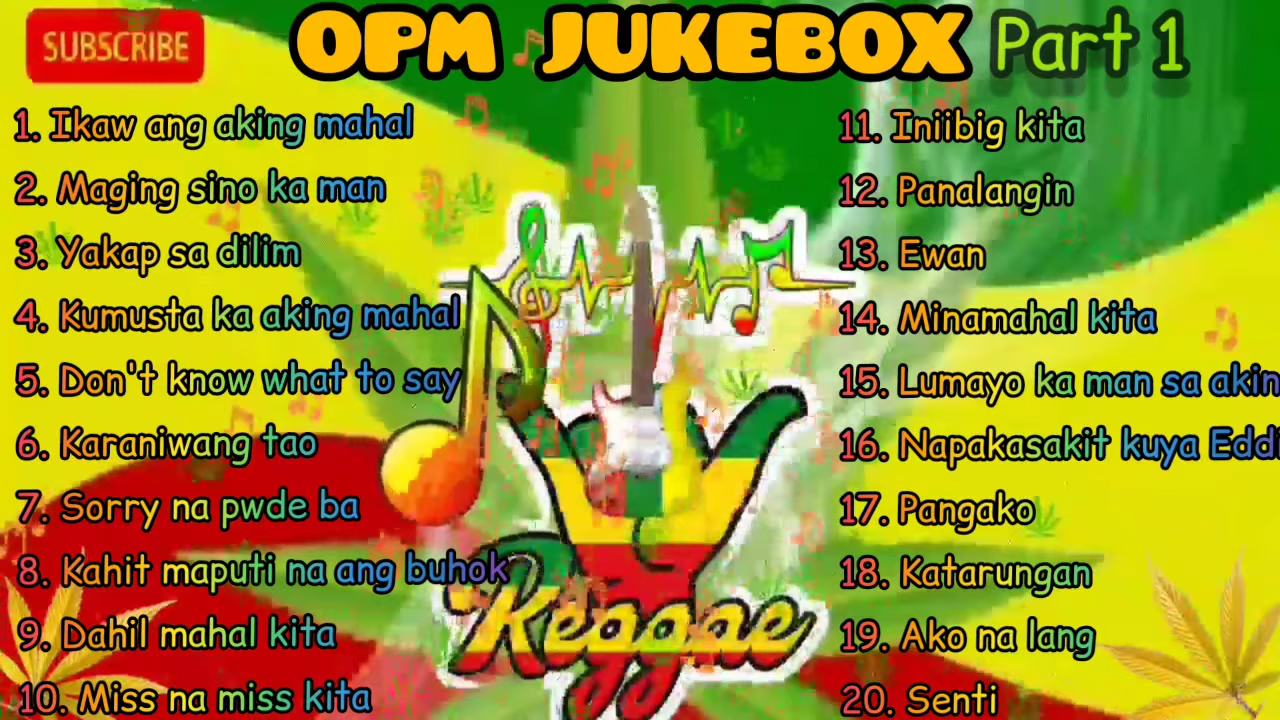 SUBSCRIBE
OPM JUKEBOX Part 1
1. Ikaw ang aking mahal
2. Maging sino ka man
3. Yakap sa dilim
4. Kumusta ka aking mahal
5. Don't know what to say
6. Karaniwang tao
7. Sorry na pwde ba
8. Kahit maputi na ang buhok
9. Dahil mahal kita
10. Miss na miss kita
11. Iniibig kita
12. Panalangin
13. Ewan
14. Minamahal kita
15. Lumayo ka man sa akin
16. Napakasakit kuya Eddi
17. Pangako
18. Katarungan
19. Ako na lang
20. Senti
Reggae